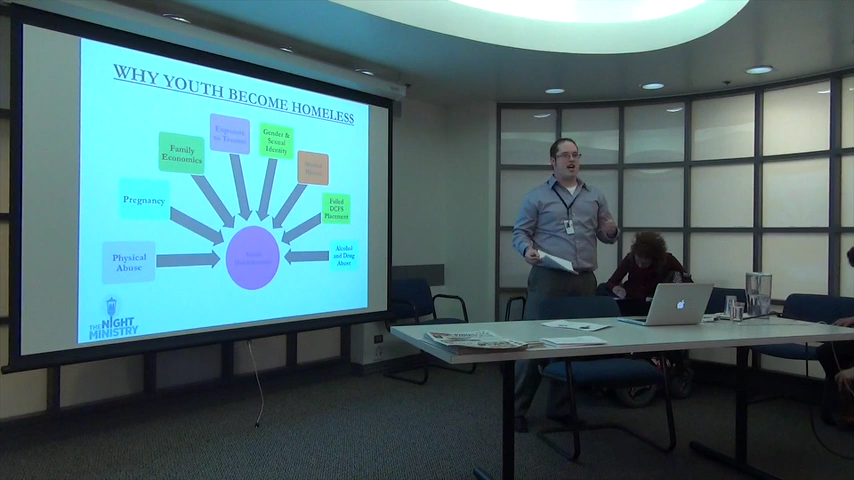 WHY YOUTH BECOME HOMELESS
Physical
Abuse
Pregnancy
Family
Economics
Exposure
to Trauma
Gender &
Sexual
Identity
Failed
DCFS
Placement
Alcohol
and Drug
Abuse
THE NIGHT
MINISTRY